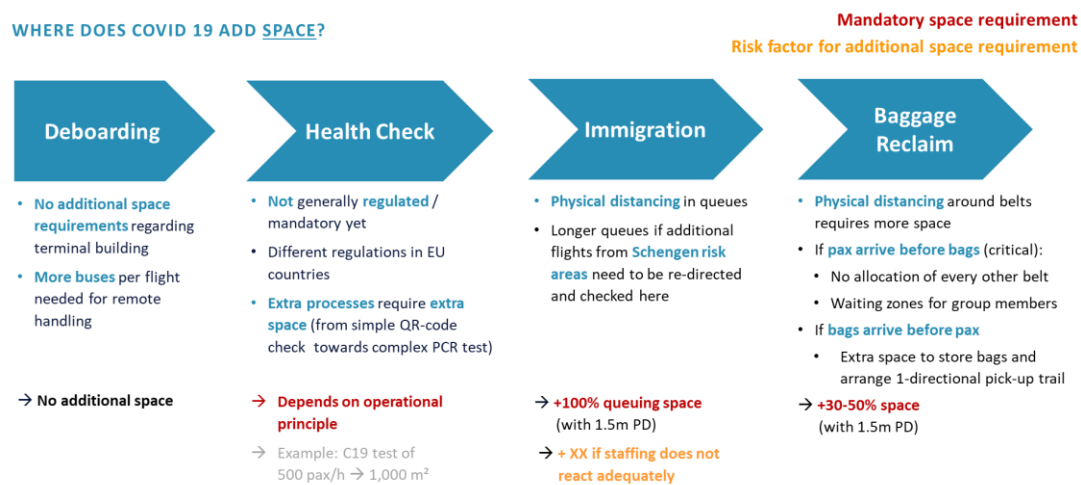 WHERE DOES COVID 19 ADD SPACE?
Mandatory space requirement
Risk factor for additional space requirement
Deboarding
• No additional space
requirements regarding
terminal building
• More buses per flight
needed for remote
handling
→ No additional space
Health Check
• Not generally regulated /
mandatory yet
• Different regulations in EU
countries
• Extra processes require extra
space (from simple QR-code
check towards complex PCR test)
→ Depends on operational
principle
→ Example: C19 test of
500 pax/h → 1,000 m²
Immigration
• Physical distancing in queues
• Longer queues if additional
flights from Schengen risk
areas need to be re-directed
and checked here
→ +100% queuing space
(with 1.5m PD)
→ + XX if staffing does not
react adequately
Baggage
Reclaim
• Physical distancing around belts
requires more space
• If pax arrive before bags (critical):
• No allocation of every other belt
• Waiting zones for group members
• If bags arrive before pax
• Extra space to store bags and
arrange 1-directional pick-up trail
→ +30-50% space
(with 1.5m PD)